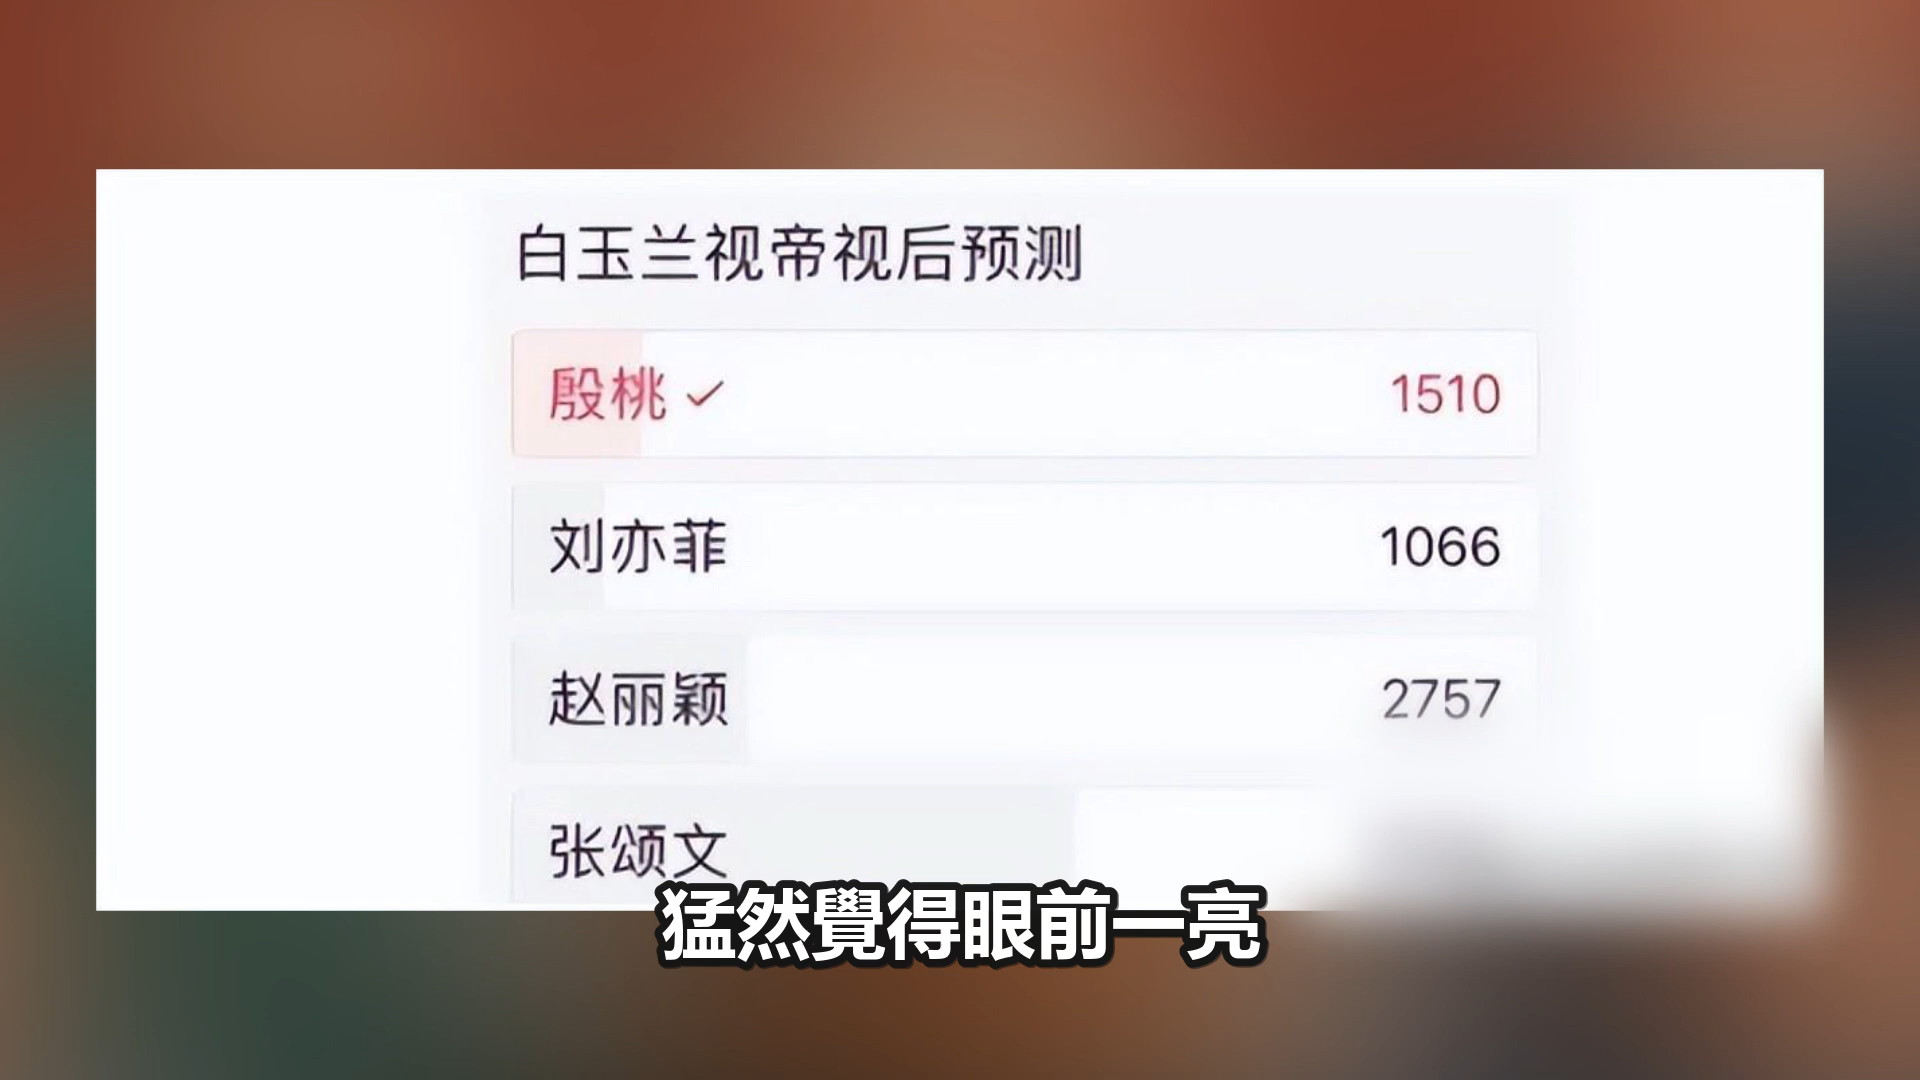 白玉兰视帝视后预测
殷桃 ✓ 1510
刘亦菲 1066
赵丽颖 2757
张颂文
猛然覺得眼前一亮